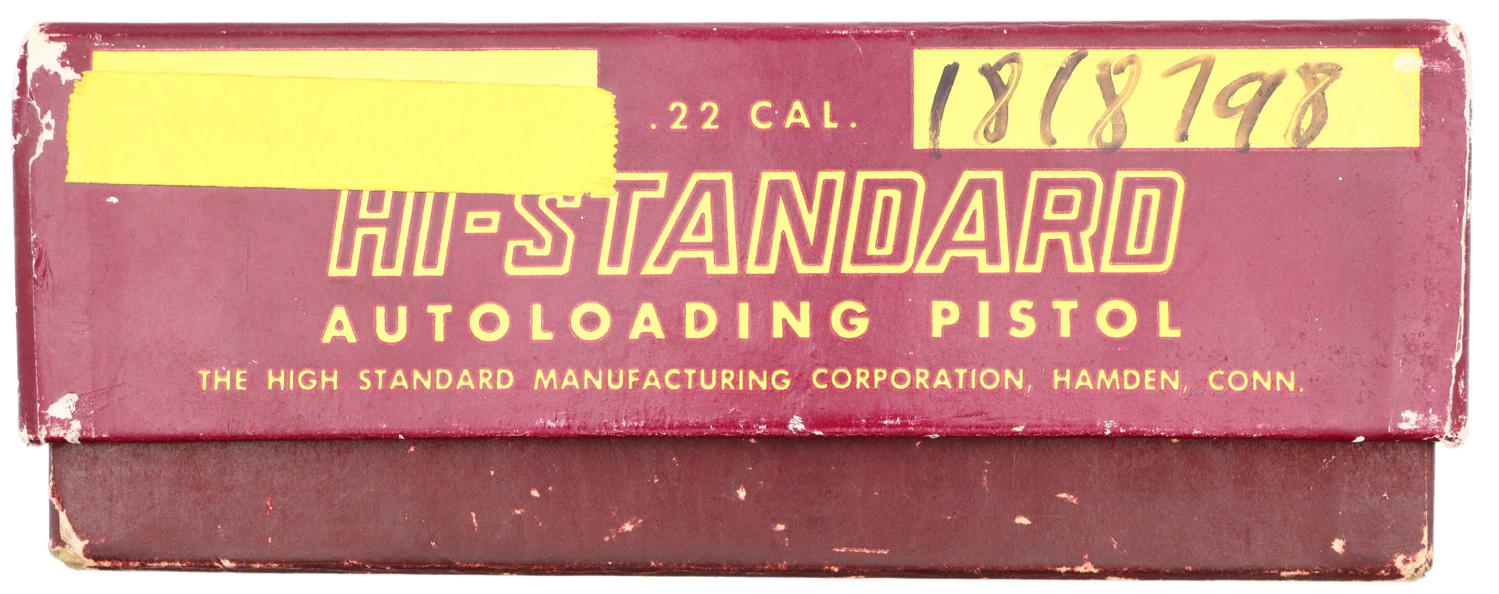 .22 CAL. 1818798
HI-STANDARD
AUTOLOADING PISTOL
THE HIGH STANDARD MANUFACTURING CORPORATION, HAMDEN, CONN.